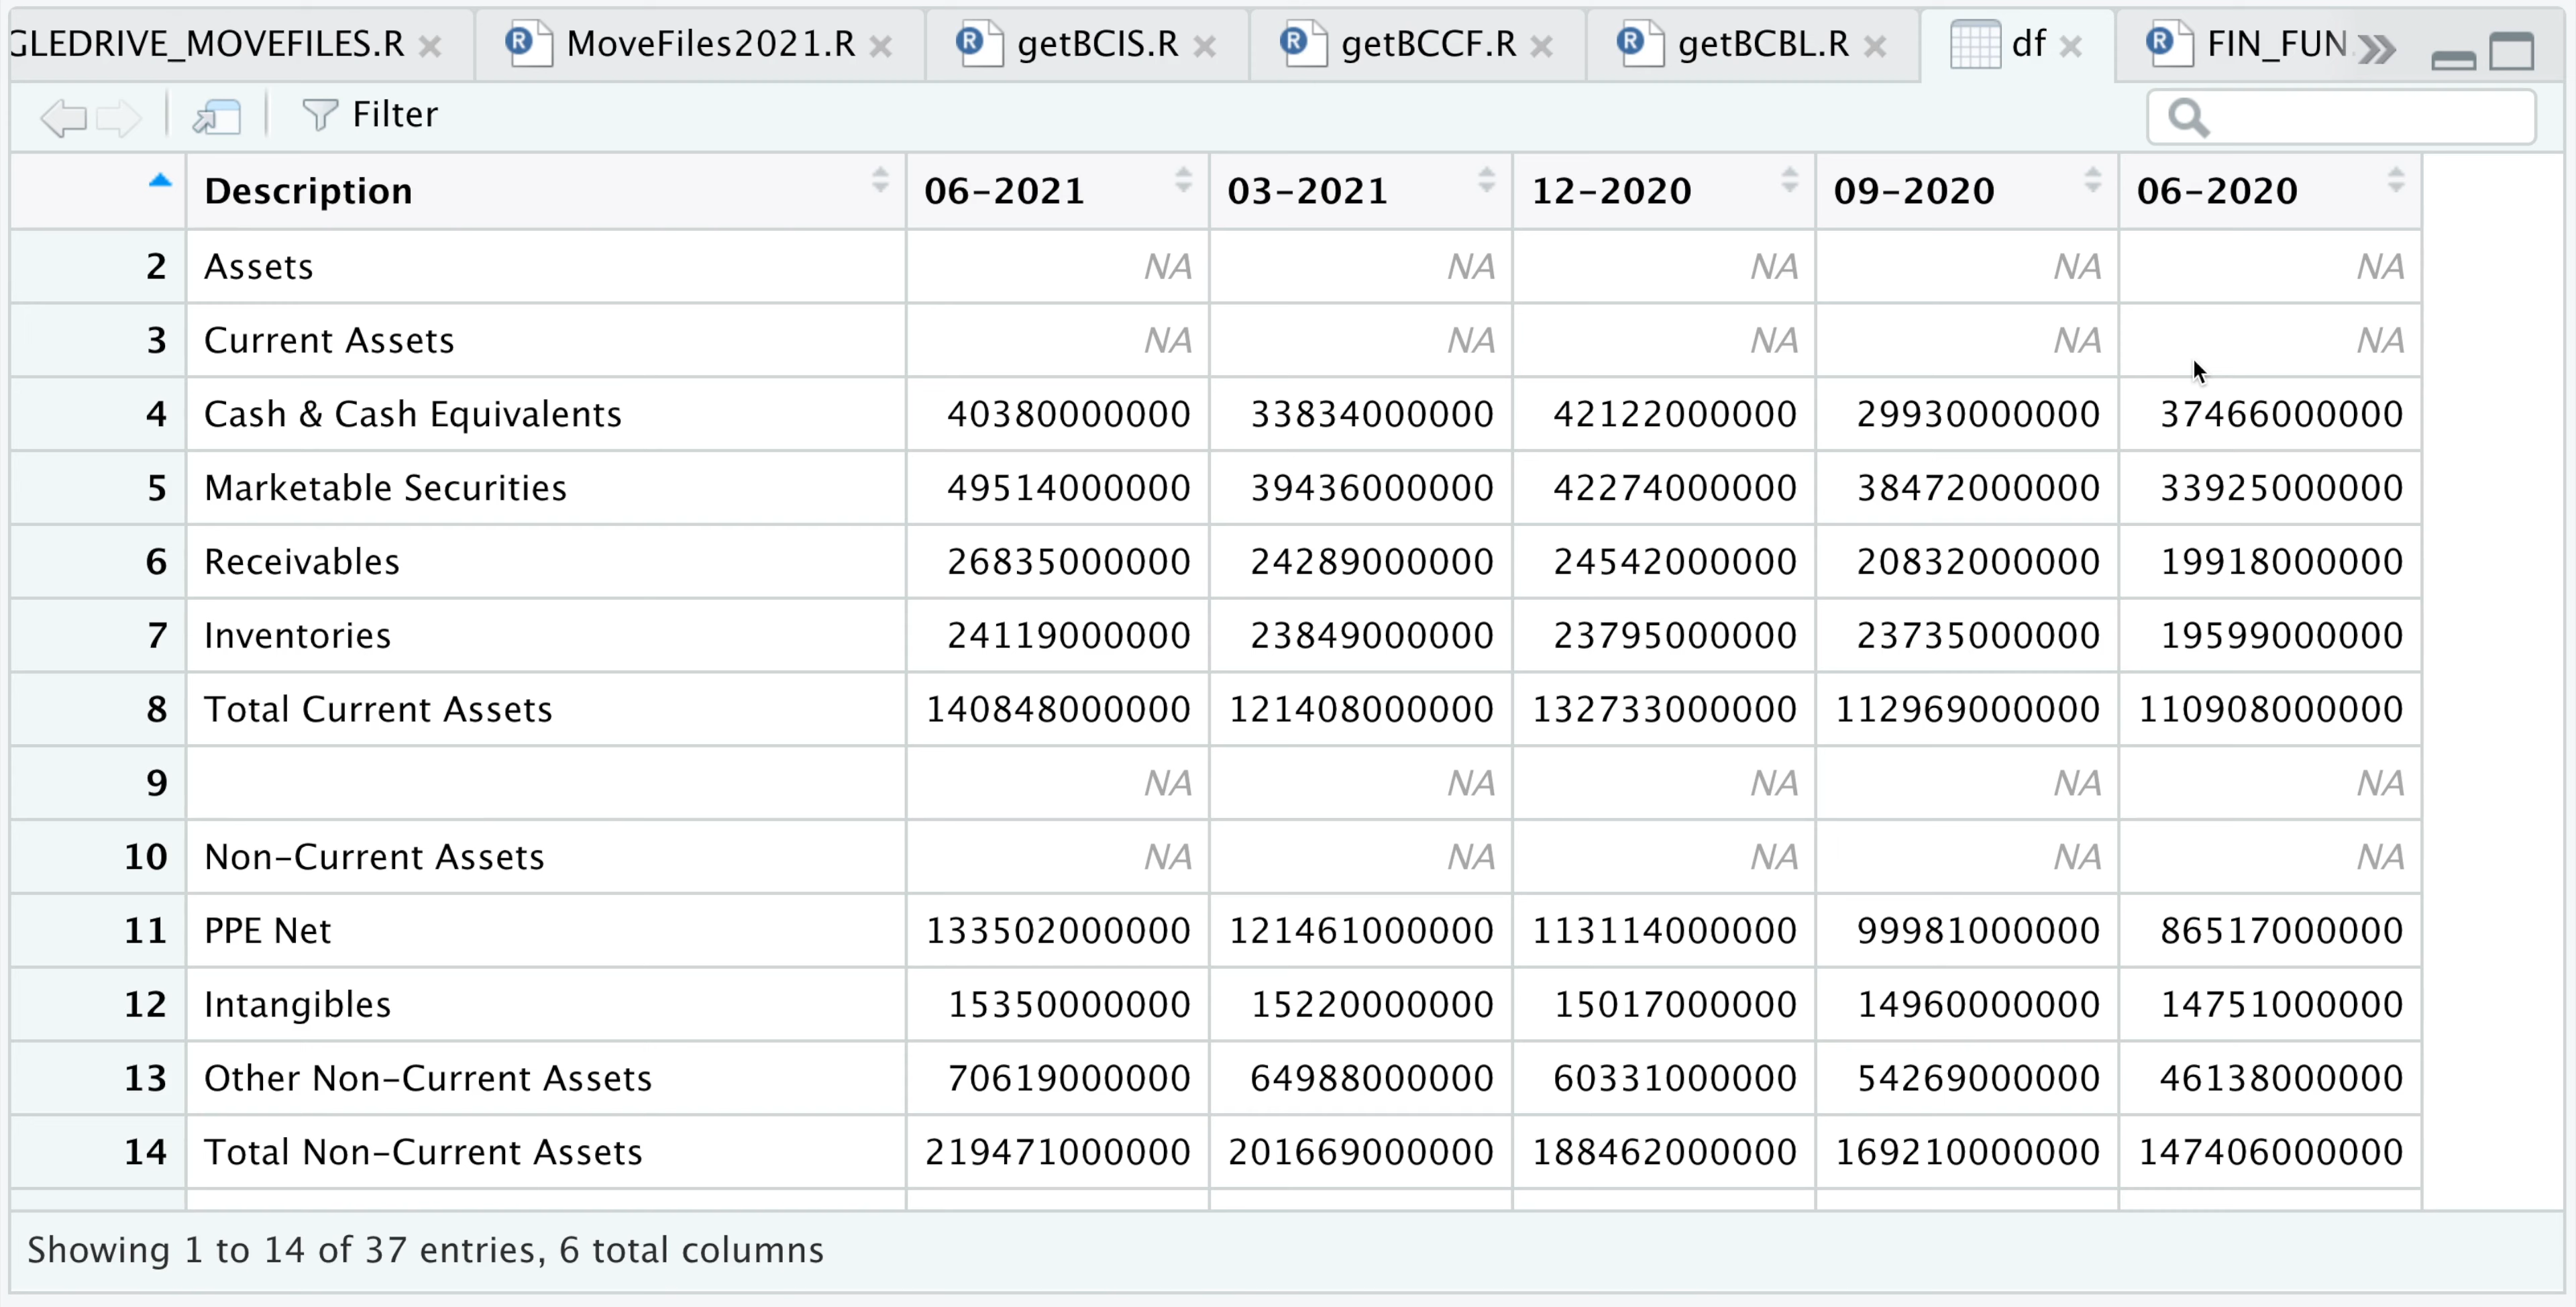 GLEDRIVE_MOVEFILES.R MoveFiles2021.R getBCIS.R getBCCF.R getBCBL.R df FIN_FUN
Filter
Description 06-2021 03-2021 12-2020 09-2020 06-2020
2 Assets NA NA NA NA NA
3 Current Assets NA NA NA NA NA
4 Cash & Cash Equivalents 40380000000 33834000000 42122000000 29930000000 37466000000
5 Marketable Securities 49514000000 39436000000 42274000000 38472000000 33925000000
6 Receivables 26835000000 24289000000 24542000000 20832000000 19918000000
7 Inventories 24119000000 23849000000 23795000000 23735000000 19599000000
8 Total Current Assets 140848000000 121408000000 132733000000 112969000000 110908000000
9 NA NA NA NA NA
10 Non-Current Assets NA NA NA NA NA
11 PPE Net 133502000000 121461000000 113114000000 99981000000 86517000000
12 Intangibles 15350000000 15220000000 15017000000 14960000000 14751000000
13 Other Non-Current Assets 70619000000 64988000000 60331000000 54269000000 46138000000
14 Total Non-Current Assets 219471000000 201669000000 188462000000 169210000000 147406000000
Showing 1 to 14 of 37 entries, 6 total columns